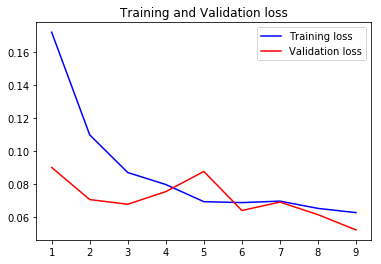 Training and Validation loss
Training loss
Validation loss
0.16
0.14
0.12
0.10
0.08
0.06
1 2 3 4 5 6 7 8 9